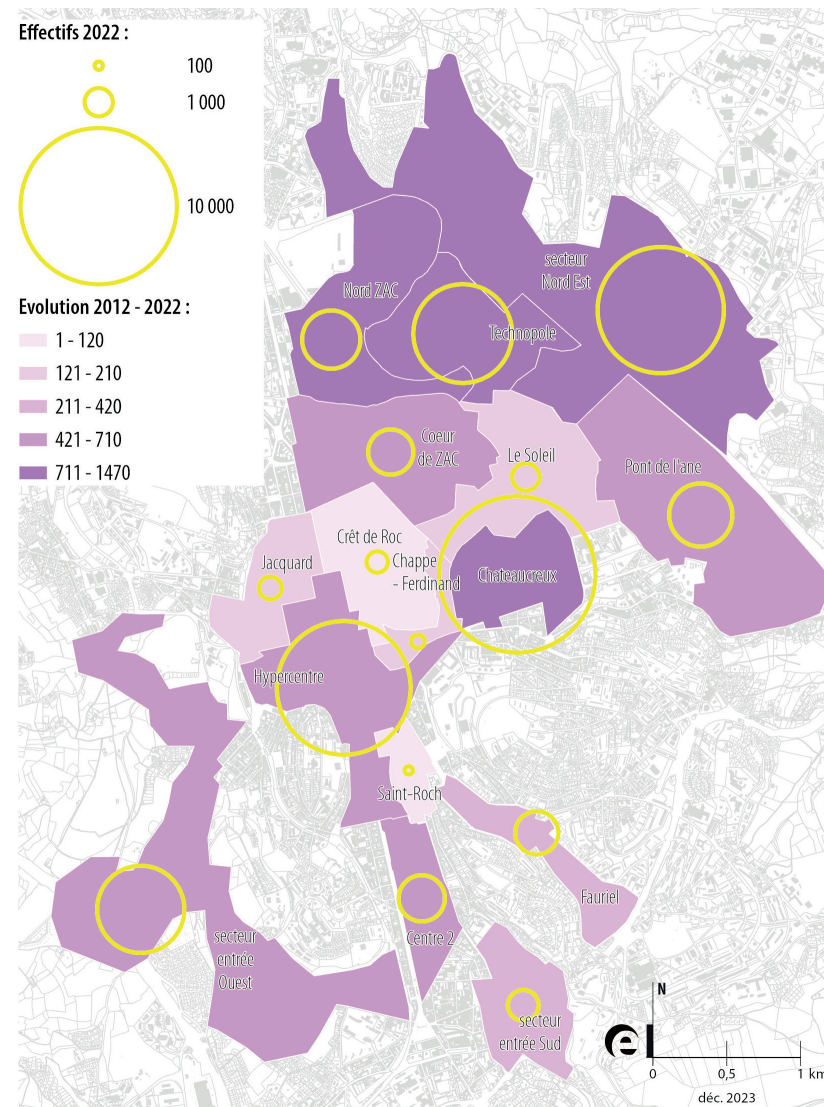 Effectifs 2022 :
100
1 000
10 000
Evolution 2012 - 2022 :
1 - 120
121 - 210
211 - 420
421 - 710
711 - 1470
secteur
Nord Est
Nord ZAC
Technopole
Coeur
de ZAC
Le Soleil
Pont de l'ane
Crêt de Roc
Jacquard
Chappe
- Ferdinand
Chateaucreux
Hypercentre
Saint-Roch
Fauriel
Centre 2
secteur
entrée
Ouest
secteur
entrée Sud
N
e
0
0,5
1 km
déc. 2023